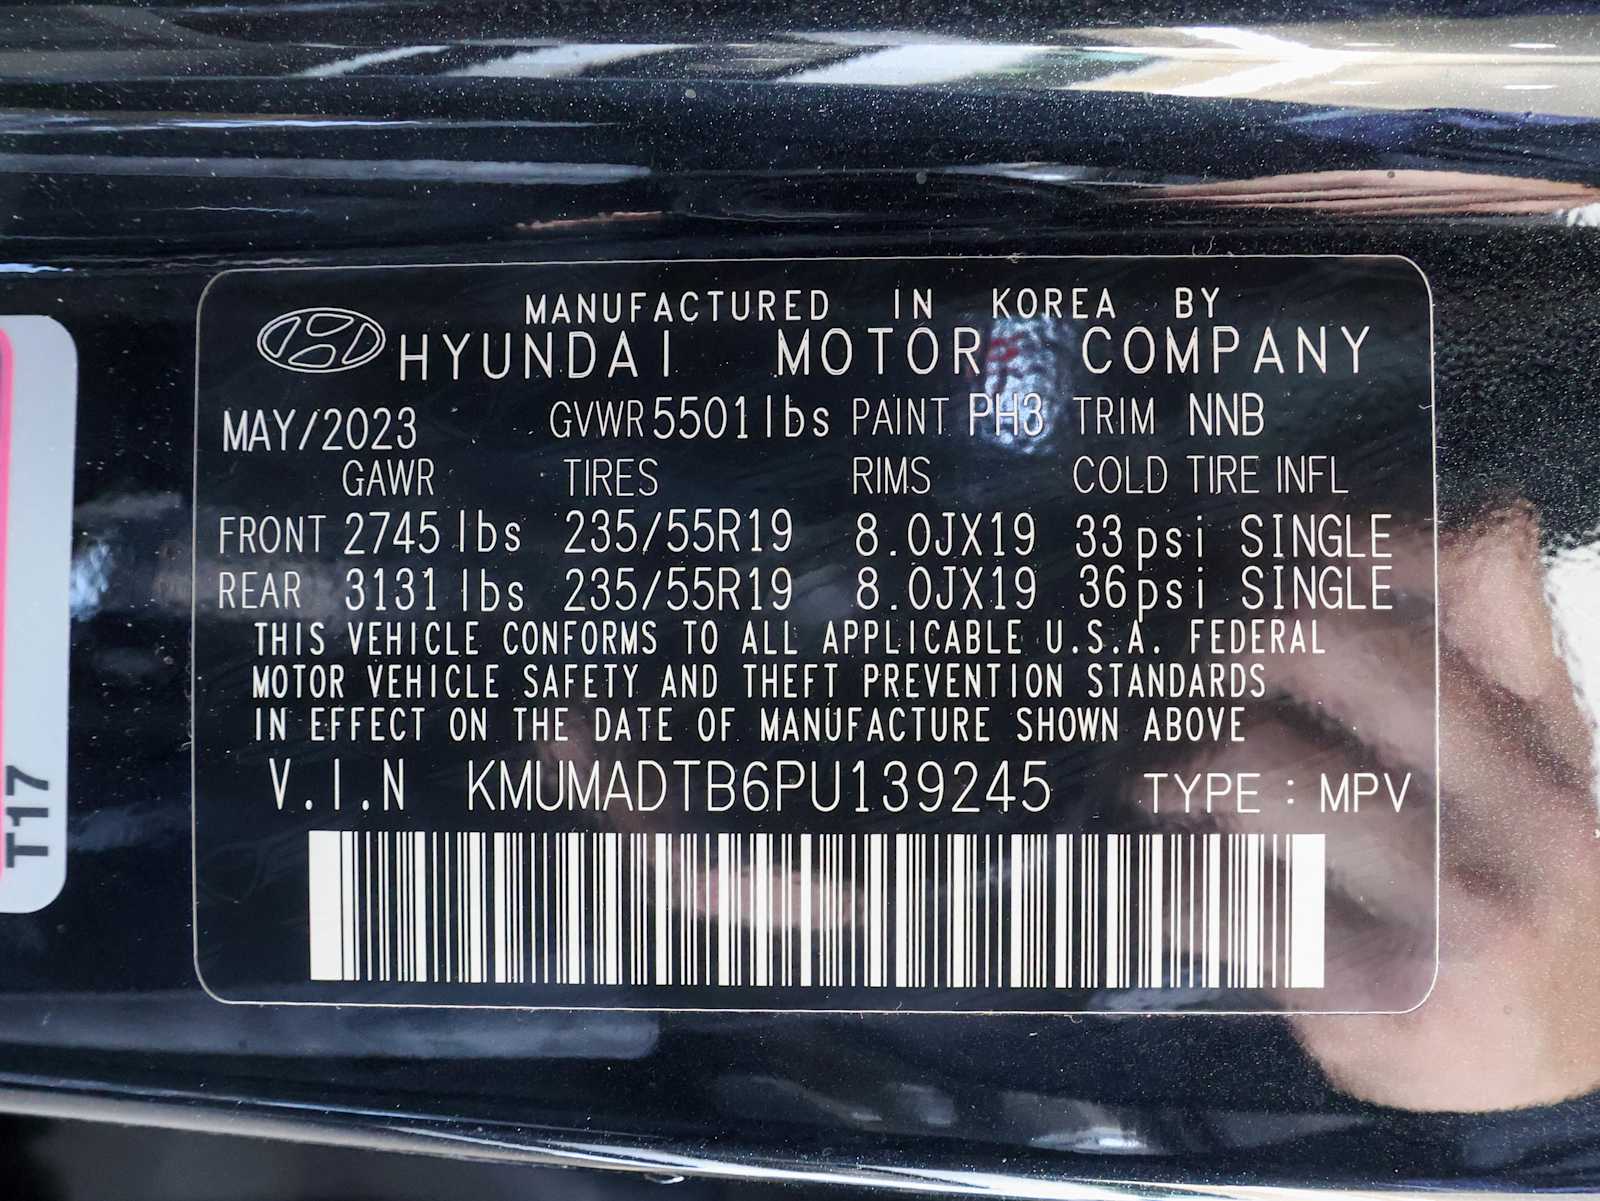 MANUFACTURED IN KOREA BY
HYUNDAI MOTOR COMPANY
MAY/2023 GVWR 5501lbs PAINT PH3 TRIM NNB
GAWR TIRES RIMS COLD TIRE INFL
FRONT 2745 lbs 235/55R19 8.0JX19 33psi SINGLE
REAR 3131 lbs 235/55R19 8.0JX19 36psi SINGLE
THIS VEHICLE CONFORMS TO ALL APPLICABLE U.S.A. FEDERAL
MOTOR VEHICLE SAFETY AND THEFT PREVENTION STANDARDS
IN EFFECT ON THE DATE OF MANUFACTURE SHOWN ABOVE
V.I.N KMUMADTB6PU139245 TYPE : MPV
T17